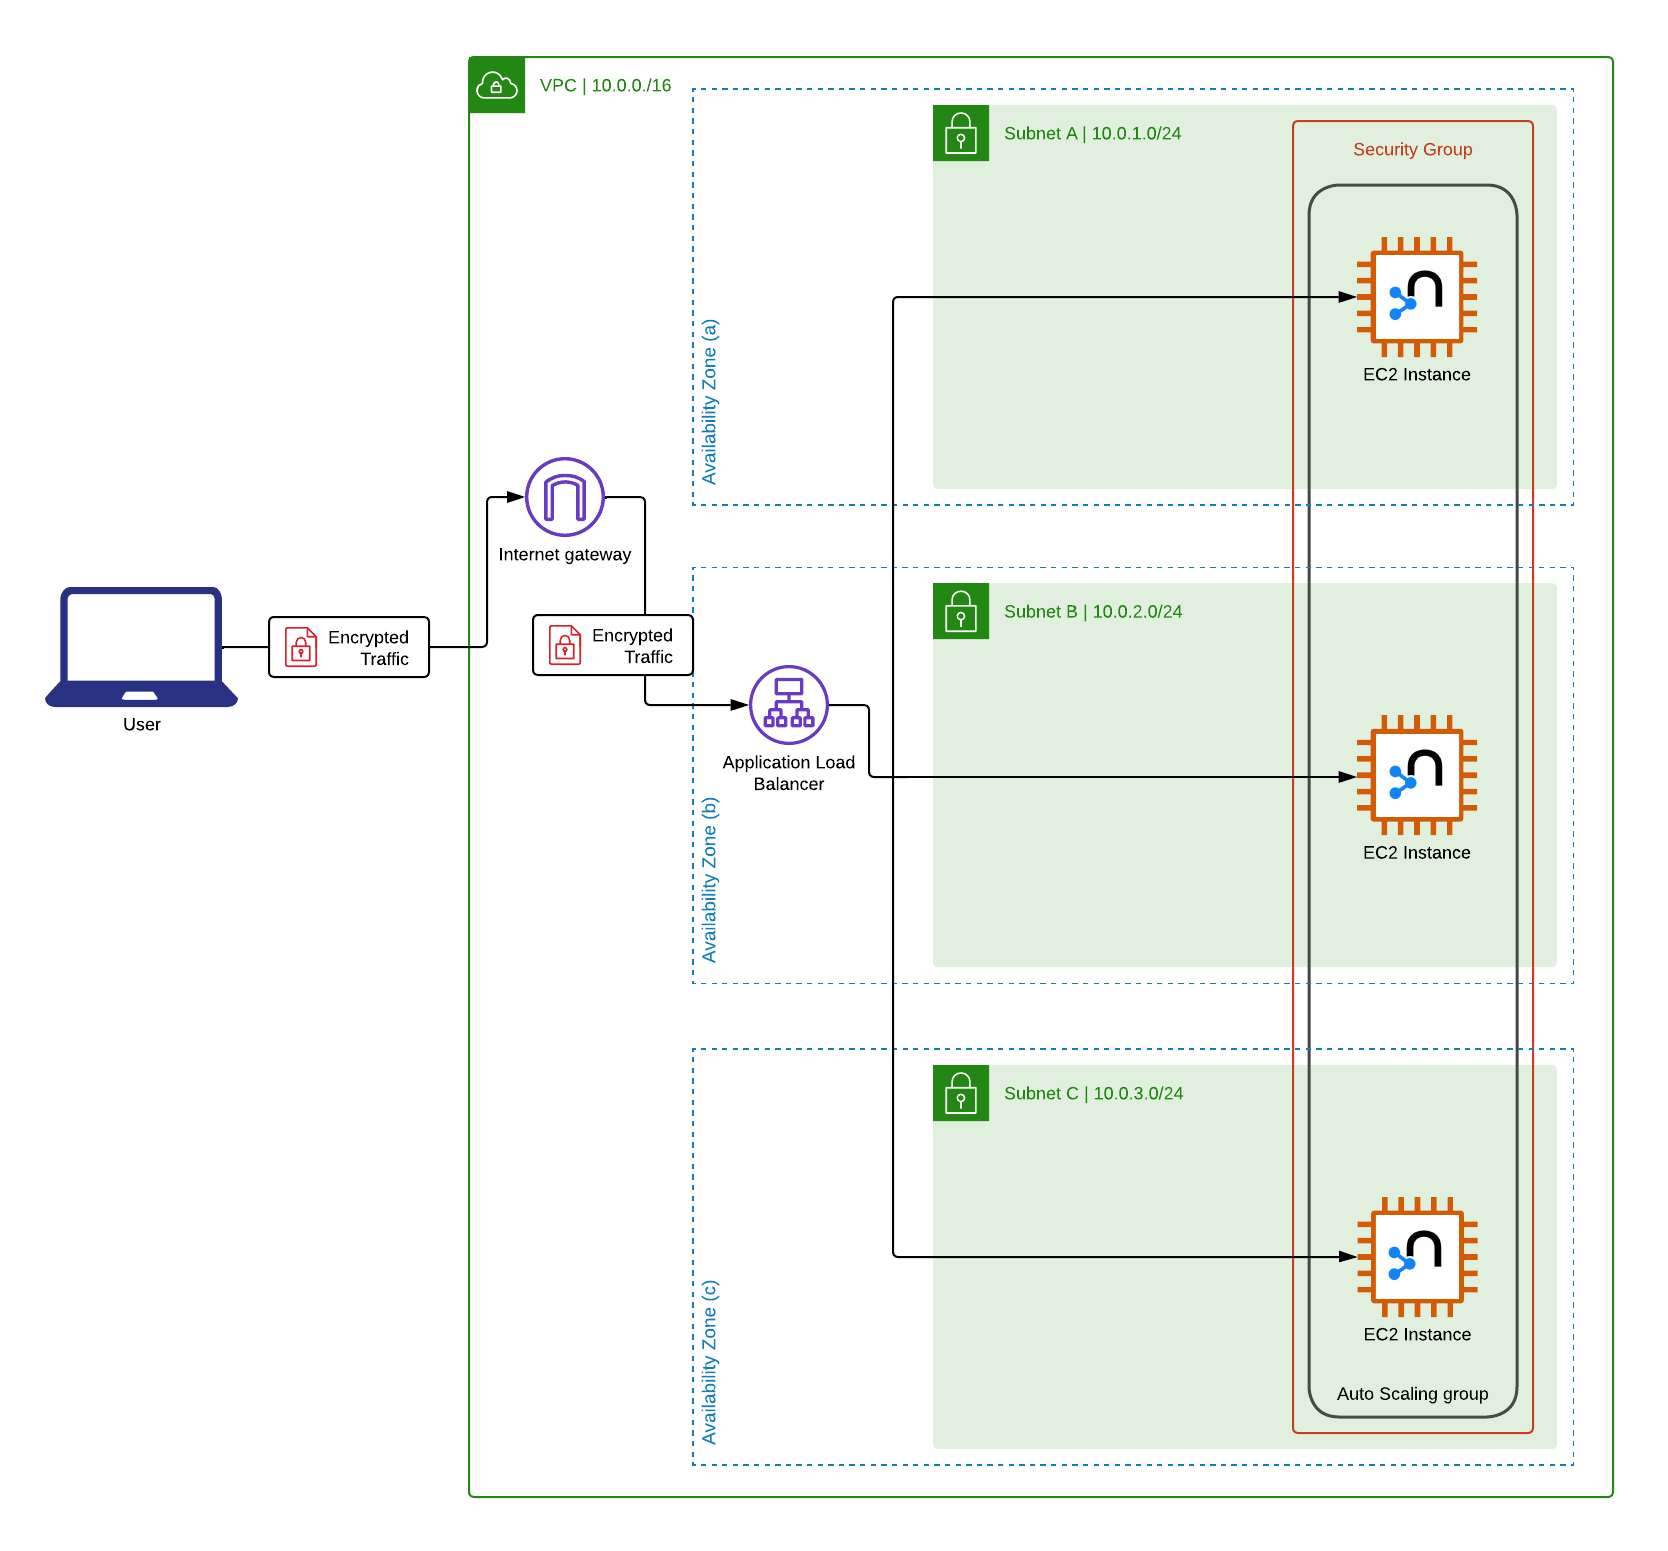 VPC | 10.0.0./16
Subnet A | 10.0.1.0/24
Security Group
EC2 Instance
Availability Zone (a)
Internet gateway
Encrypted
Traffic
User
Encrypted
Traffic
Application Load
Balancer
Availability Zone (b)
Subnet B | 10.0.2.0/24
EC2 Instance
Subnet C | 10.0.3.0/24
EC2 Instance
Availability Zone (c)
Auto Scaling group